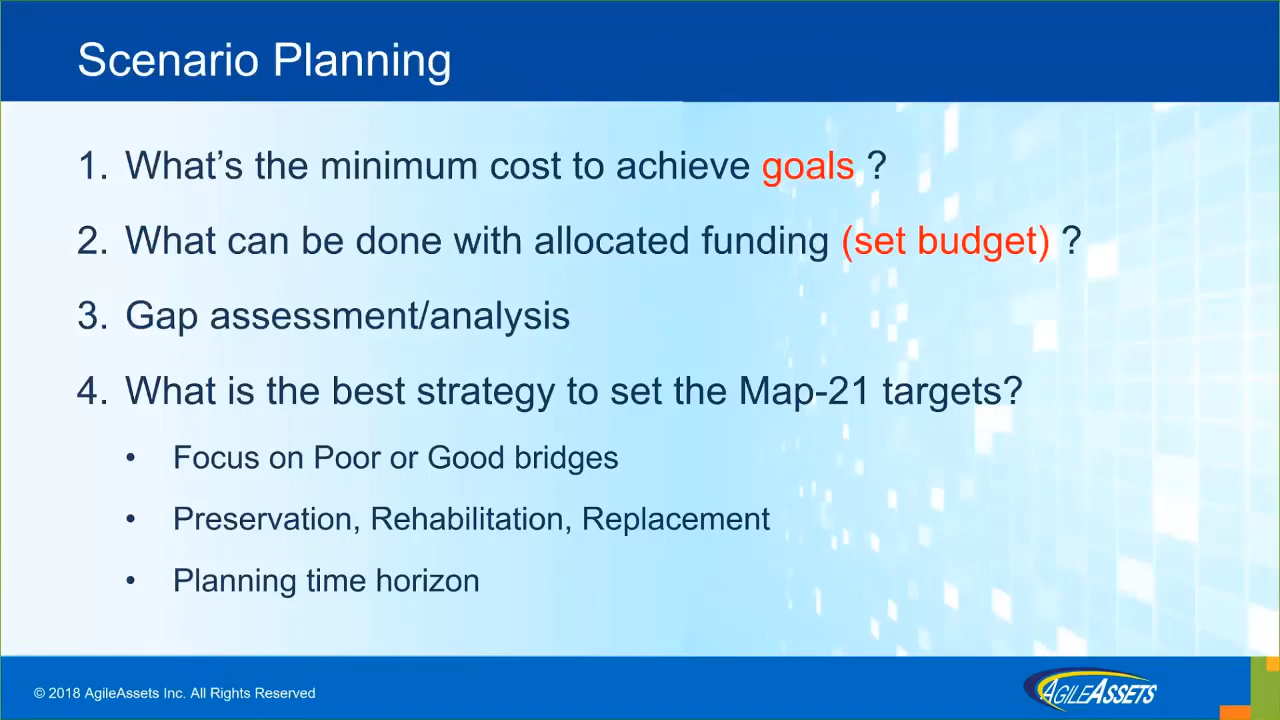 Scenario Planning
1. What’s the minimum cost to achieve goals ?
2. What can be done with allocated funding (set budget) ?
3. Gap assessment/analysis
4. What is the best strategy to set the Map-21 targets?
• Focus on Poor or Good bridges
• Preservation, Rehabilitation, Replacement
• Planning time horizon
© 2018 AgileAssets Inc. All Rights Reserved
AGILEASSETS